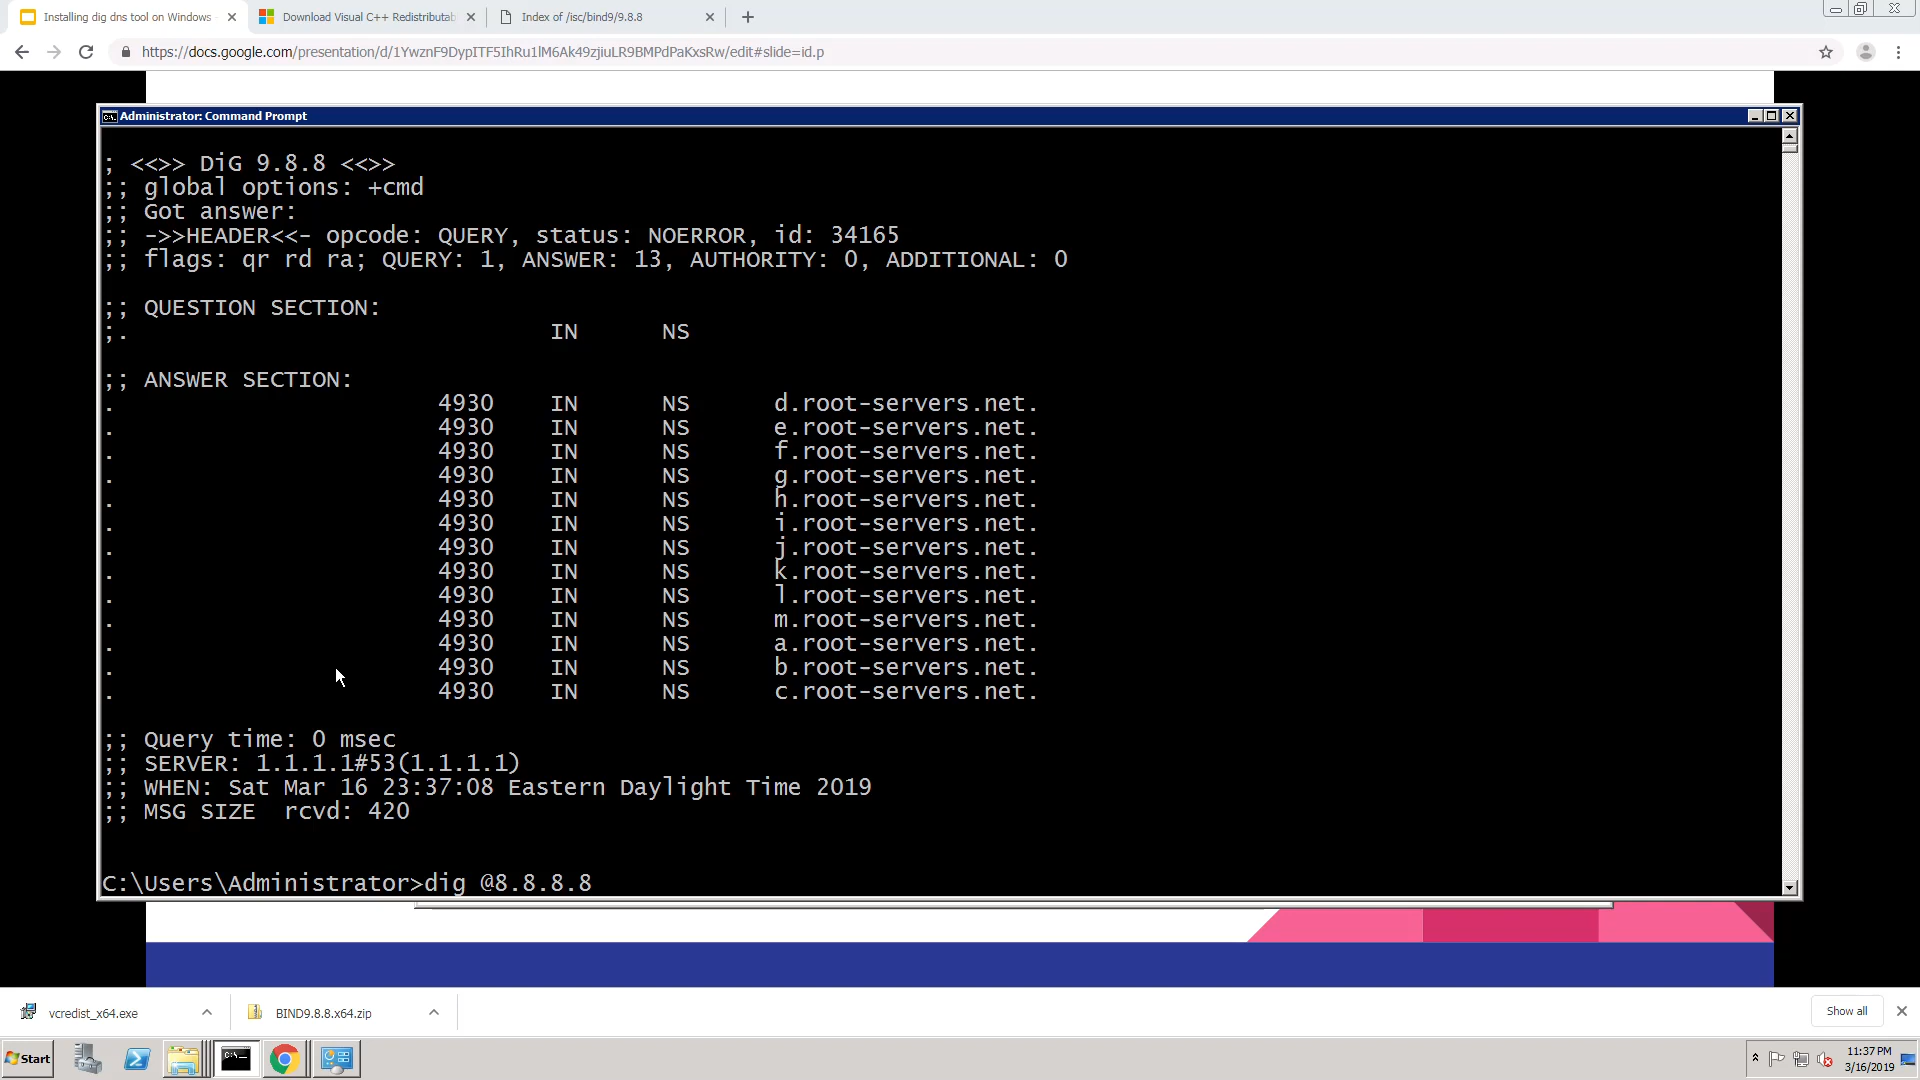 Installing dig dns tool on Windows
Download Visual C++ Redistributab
Index of /isc/bind9/9.8.8
https://docs.google.com/presentation/d/1YwznF9DypITF5IhRu1lM6Ak49zjiuLR9BMPdPaKxsRw/edit#slide=id.p
Administrator: Command Prompt
; <<>> DiG 9.8.8 <<>>
;; global options: +cmd
;; Got answer:
;; ->>HEADER<<- opcode: QUERY, status: NOERROR, id: 34165
;; flags: qr rd ra; QUERY: 1, ANSWER: 13, AUTHORITY: 0, ADDITIONAL: 0
;; QUESTION SECTION:
;. IN NS
;; ANSWER SECTION:
. 4930 IN NS d.root-servers.net.
. 4930 IN NS e.root-servers.net.
. 4930 IN NS f.root-servers.net.
. 4930 IN NS g.root-servers.net.
. 4930 IN NS h.root-servers.net.
. 4930 IN NS i.root-servers.net.
. 4930 IN NS j.root-servers.net.
. 4930 IN NS k.root-servers.net.
. 4930 IN NS l.root-servers.net.
. 4930 IN NS m.root-servers.net.
. 4930 IN NS a.root-servers.net.
. 4930 IN NS b.root-servers.net.
. 4930 IN NS c.root-servers.net.
;; Query time: 0 msec
;; SERVER: 1.1.1.1#53(1.1.1.1)
;; WHEN: Sat Mar 16 23:37:08 Eastern Daylight Time 2019
;; MSG SIZE rcvd: 420
C:\Users\Administrator>dig @8.8.8.8
vcredist_x64.exe
BIND9.8.8.x64.zip
Show all
Start
11:37 PM
3/16/2019